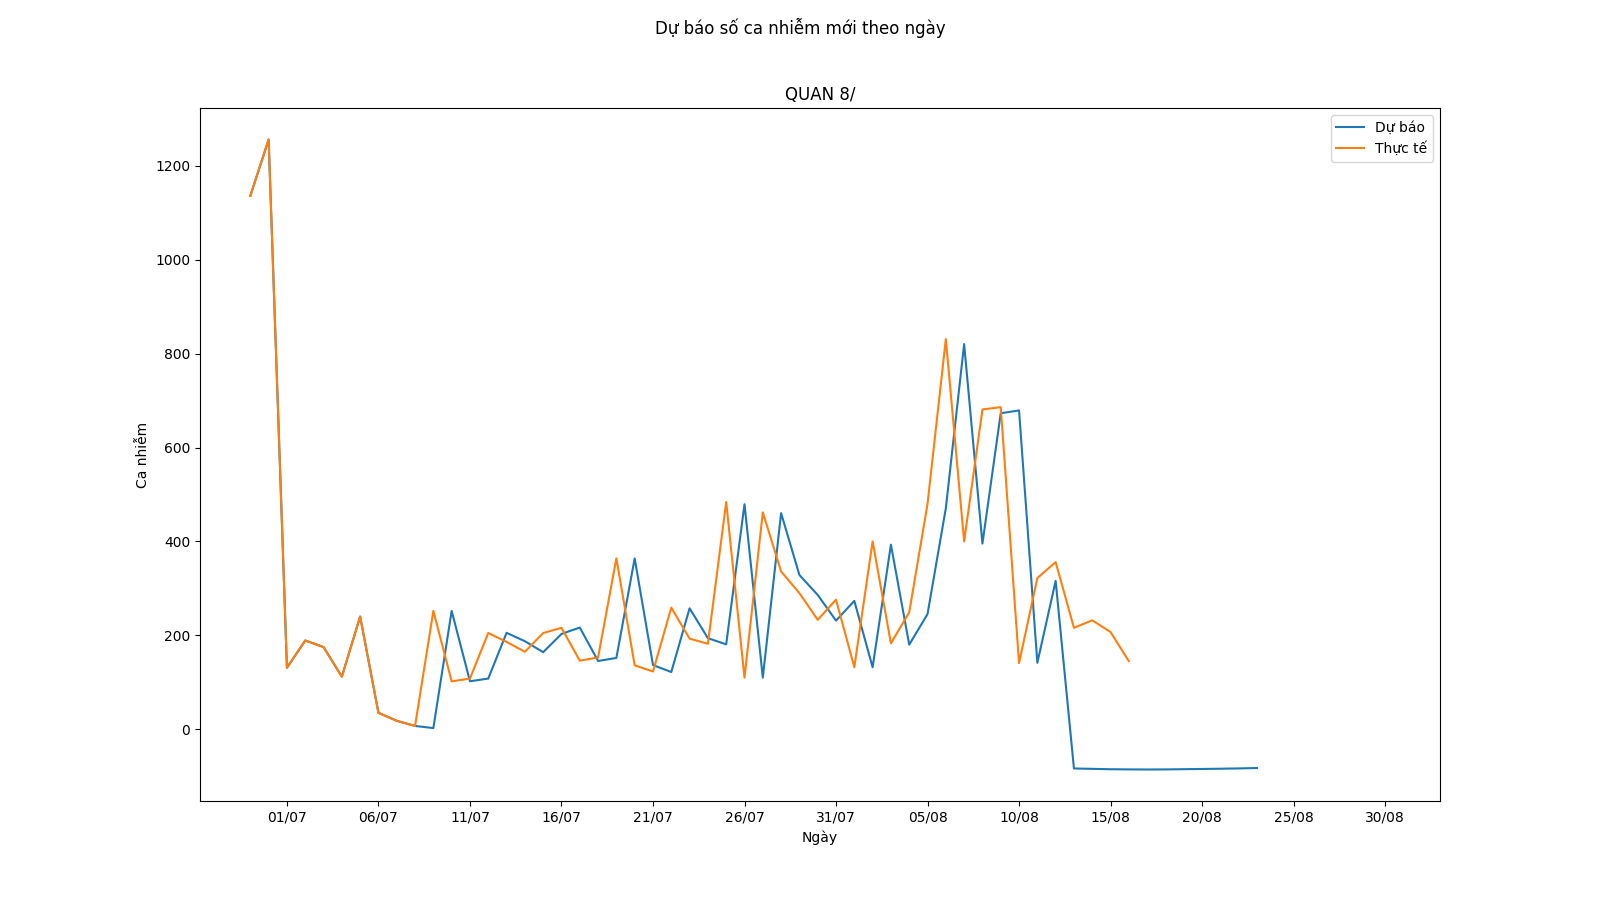 Dự báo số ca nhiễm mới theo ngày
QUAN 8/
Dự báo
Thực tế
1200
1000
800
600
400
200
0
Ca nhiễm
01/07 06/07 11/07 16/07 21/07 26/07 31/07 05/08 10/08 15/08 20/08 25/08 30/08
Ngày